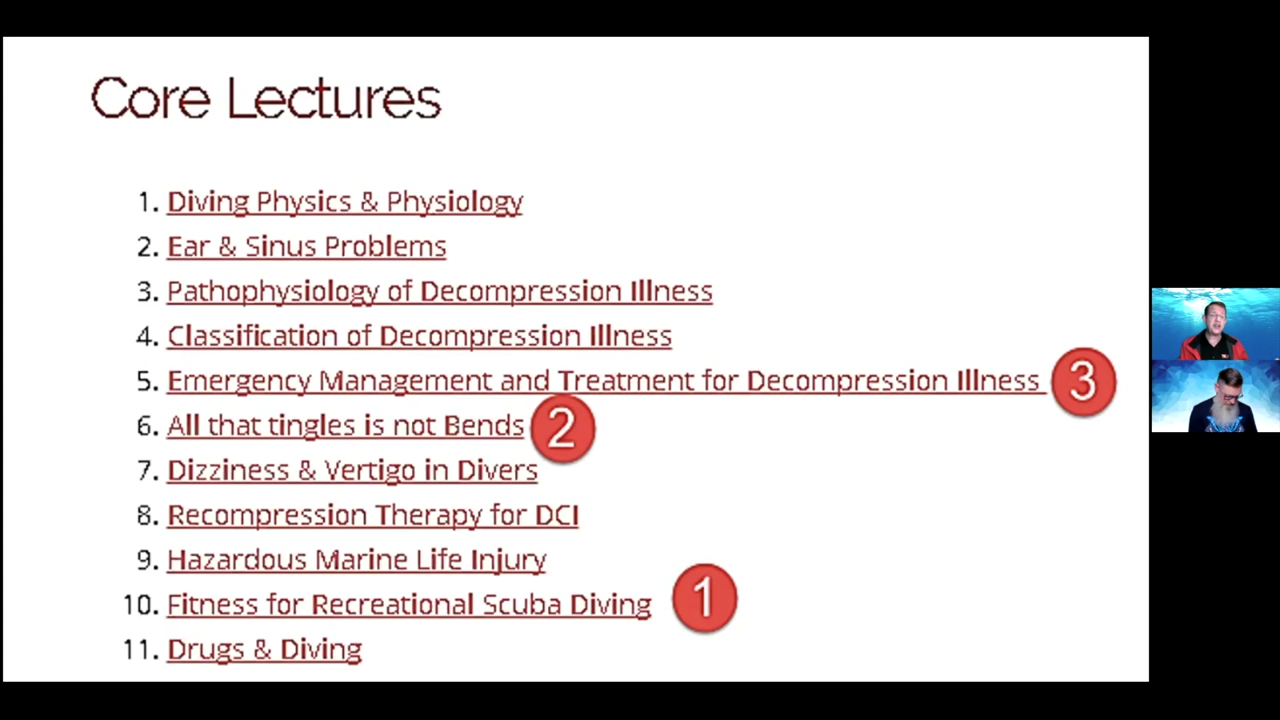 Core Lectures
1. Diving Physics & Physiology
2. Ear & Sinus Problems
3. Pathophysiology of Decompression Illness
4. Classification of Decompression Illness
5. Emergency Management and Treatment for Decompression Illness 3
6. All that tingles is not Bends 2
7. Dizziness & Vertigo in Divers
8. Recompression Therapy for DCI
9. Hazardous Marine Life Injury
10. Fitness for Recreational Scuba Diving 1
11. Drugs & Diving